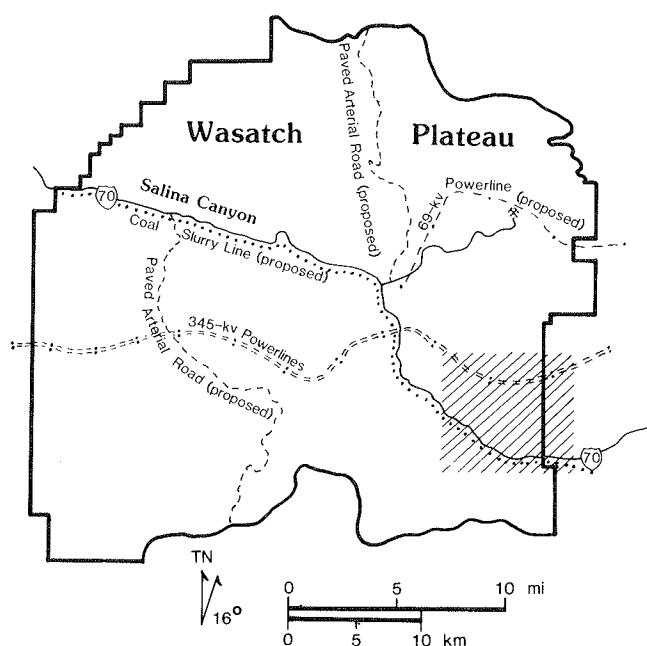 Wasatch Plateau
Paved Arterial Road (proposed)
69-kv Powerline (proposed)
70
Salina Canyon
Coal Slurry Line (proposed)
Paved Arterial Road (proposed)
345-kv Powerlines
70
TN
16°
0 5 10 mi
0 5 10 km